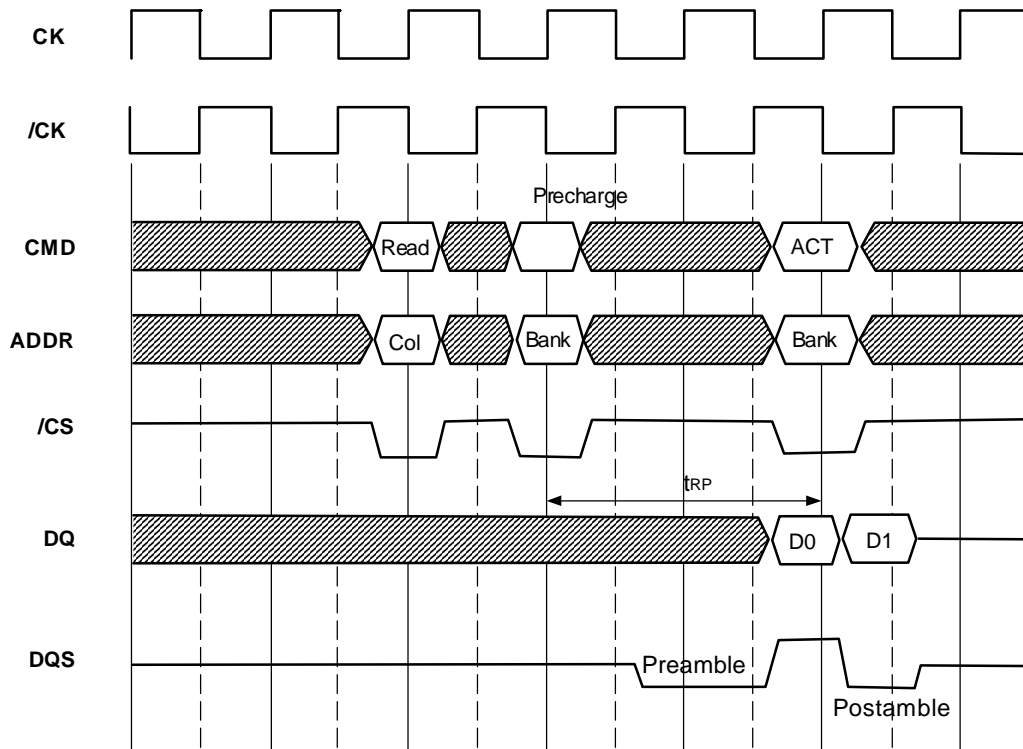 CK
/CK
Precharge
CMD Read ACT
ADDR Col Bank Bank
/CS
tRP
DQ D0 D1
DQS Preamble
Postamble